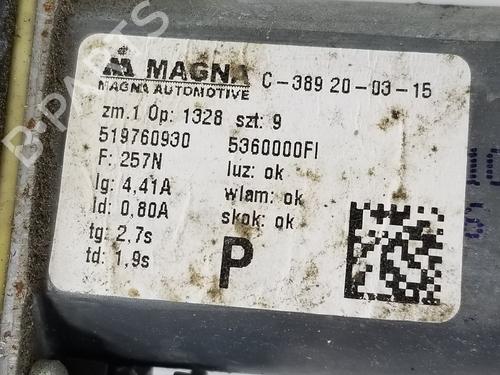 MAGNA C-389 20-03-15
MAGNA AUTOMOTIVE
zm.1 Op: 1328 szt: 9
519760930 5360000FI
F: 257N luz: ok
Ig: 4,41A wlam: ok
Id: 0,80A skok: ok
tg: 2,7s
td: 1,9s
P
B-PARTS